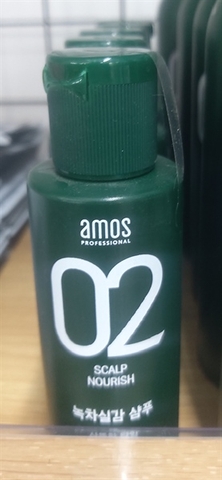 amos
PROFESSIONAL
02
SCALP
NOURISH
녹차실감 샴푸